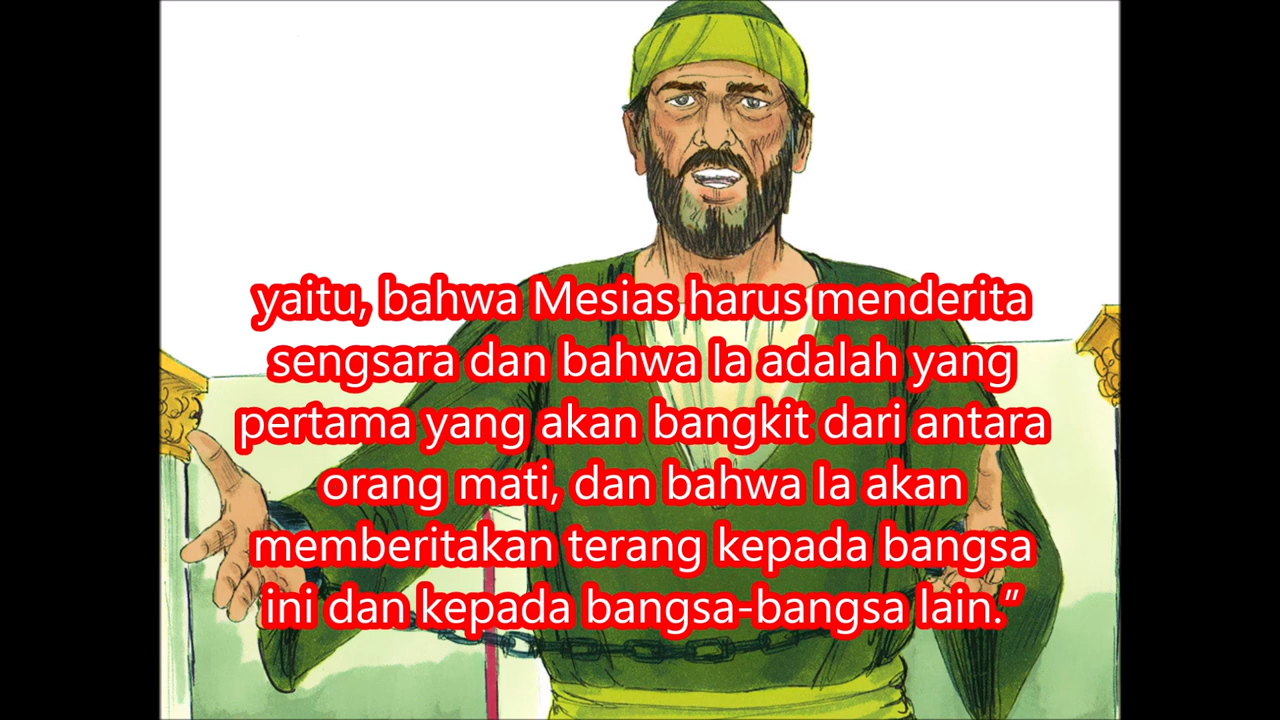 yaitu, bahwa Mesias harus menderita
sengsara dan bahwa Ia adalah yang
pertama yang akan bangkit dari antara
orang mati, dan bahwa Ia akan
memberitakan terang kepada bangsa
ini dan kepada bangsa-bangsa lain.”